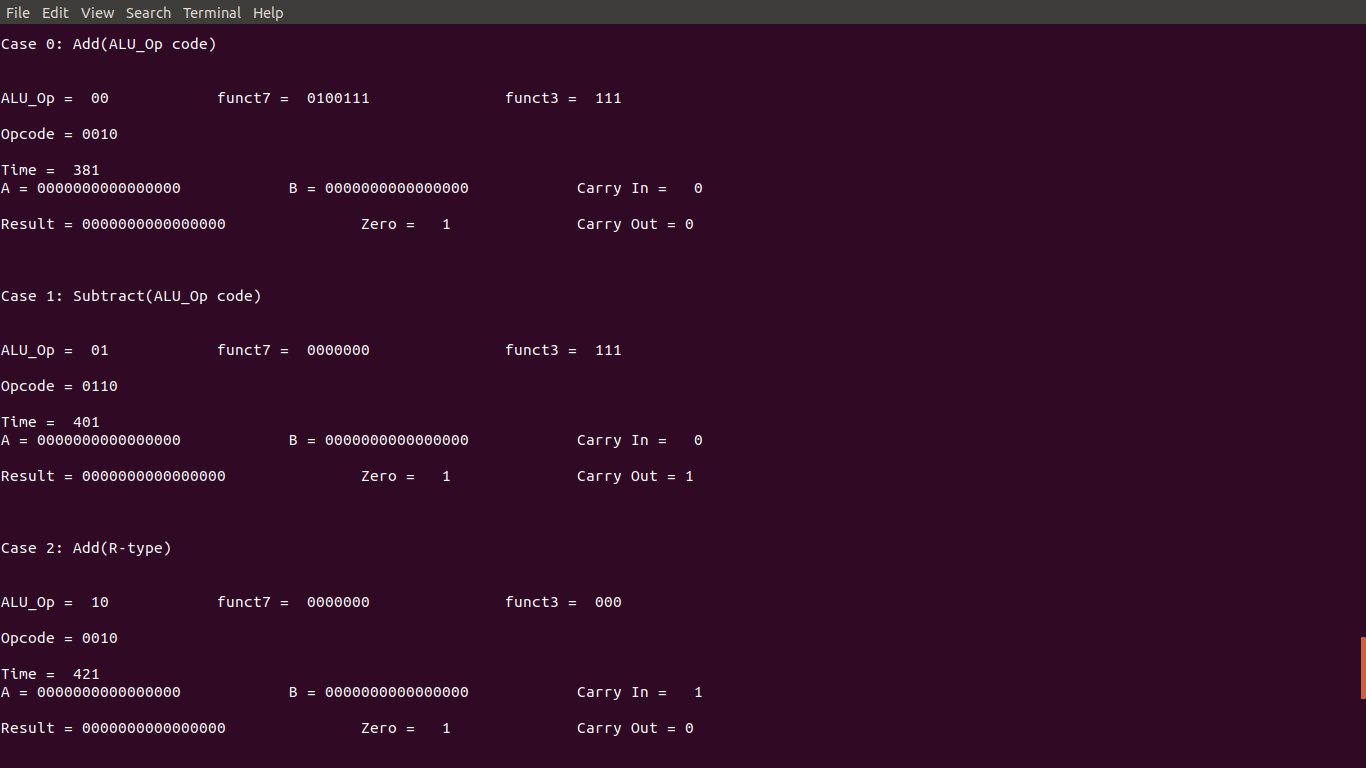 File Edit View Search Terminal Help
Case 0: Add(ALU_Op code)
ALU_Op =  00            funct7 =  0100111               funct3 =  111
Opcode = 0010
Time =  381
A = 0000000000000000            B = 0000000000000000            Carry In =   0
Result = 0000000000000000               Zero =   1              Carry Out = 0
Case 1: Subtract(ALU_Op code)
ALU_Op =  01            funct7 =  0000000               funct3 =  111
Opcode = 0110
Time =  401
A = 0000000000000000            B = 0000000000000000            Carry In =   0
Result = 0000000000000000               Zero =   1              Carry Out = 1
Case 2: Add(R-type)
ALU_Op =  10            funct7 =  0000000               funct3 =  000
Opcode = 0010
Time =  421
A = 0000000000000000            B = 0000000000000000            Carry In =   1
Result = 0000000000000000               Zero =   1              Carry Out = 0